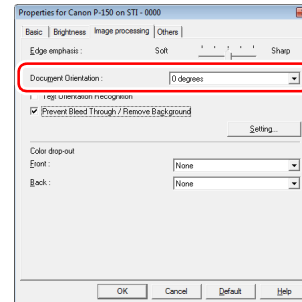 Properties for Canon P-150 on STI - 0000
Basic Brightness Image processing Others
Edge emphasis : Soft Sharp
Document Orientation : 0 degrees
Text Orientation Recognition
Prevent Bleed Through / Remove Background
Setting...
Color drop-out
Front : None
Back : None
OK Cancel Default Help